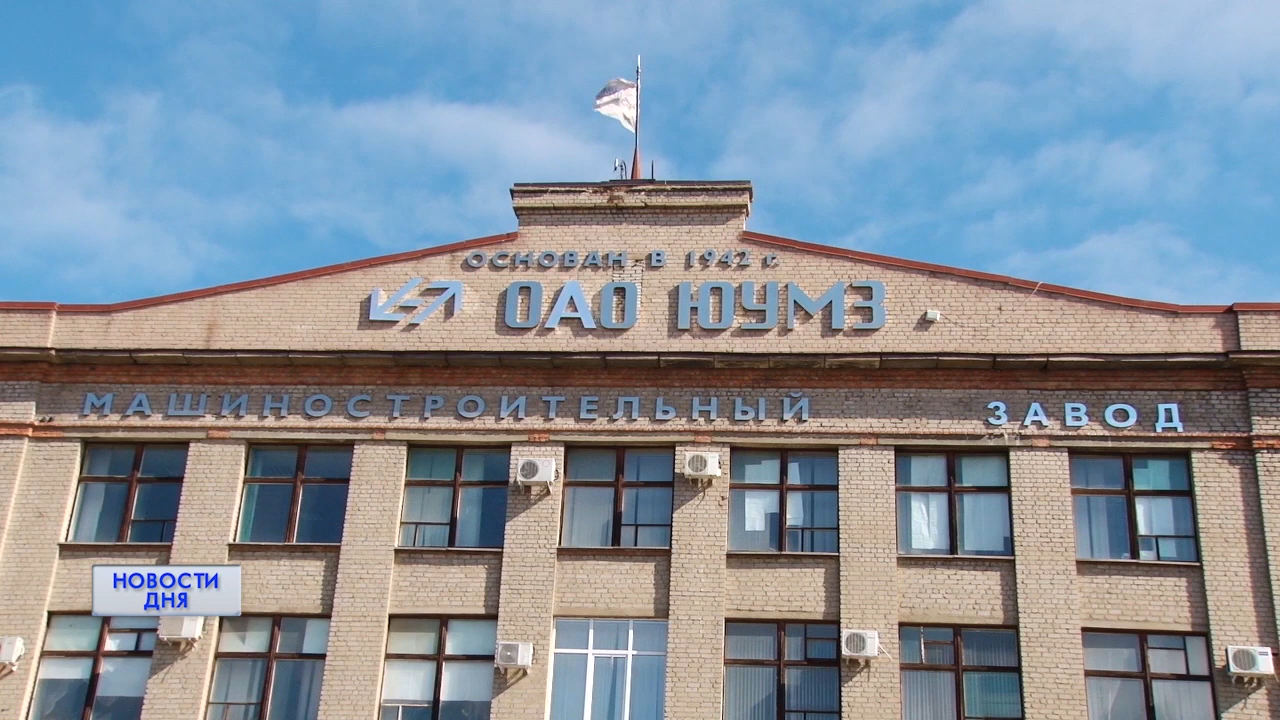 ОСНОВАН В 1942 г.
ОАО ЮУМЗ
МАШИНОСТРОИТЕЛЬНЫЙ ЗАВОД
НОВОСТИ
ДНЯ